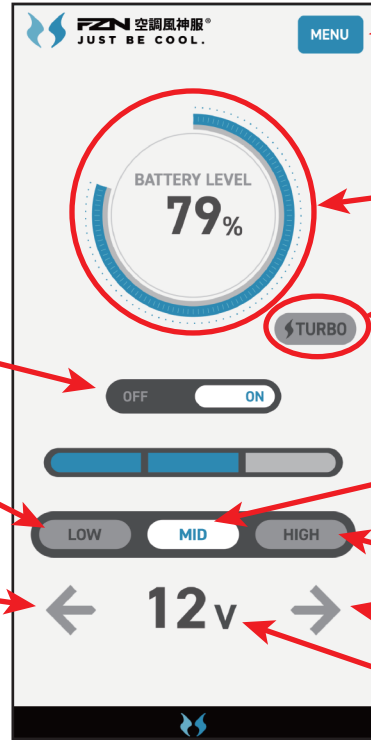 FZN 空調風神服®
JUST BE COOL.
MENU
BATTERY LEVEL
79%
TURBO
OFF ON
LOW MID HIGH
12V